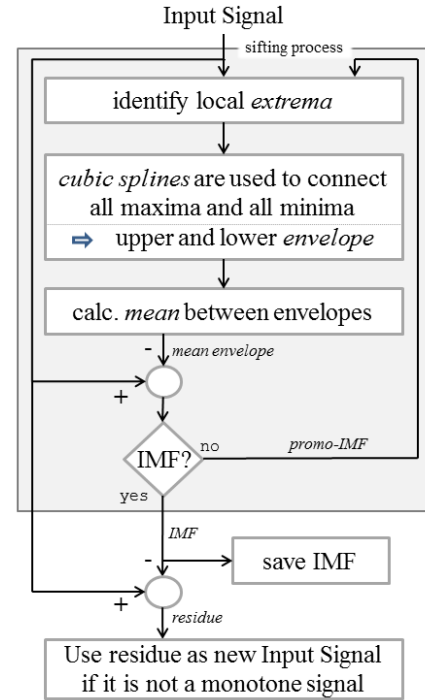 Input Signal
sifting process
identify local extrema
cubic splines are used to connect
all maxima and all minima
⇨ upper and lower envelope
calc. mean between envelopes
- mean envelope
+
IMF?
no
promo-IMF
yes
IMF
-
save IMF
+
residue
Use residue as new Input Signal
if it is not a monotone signal